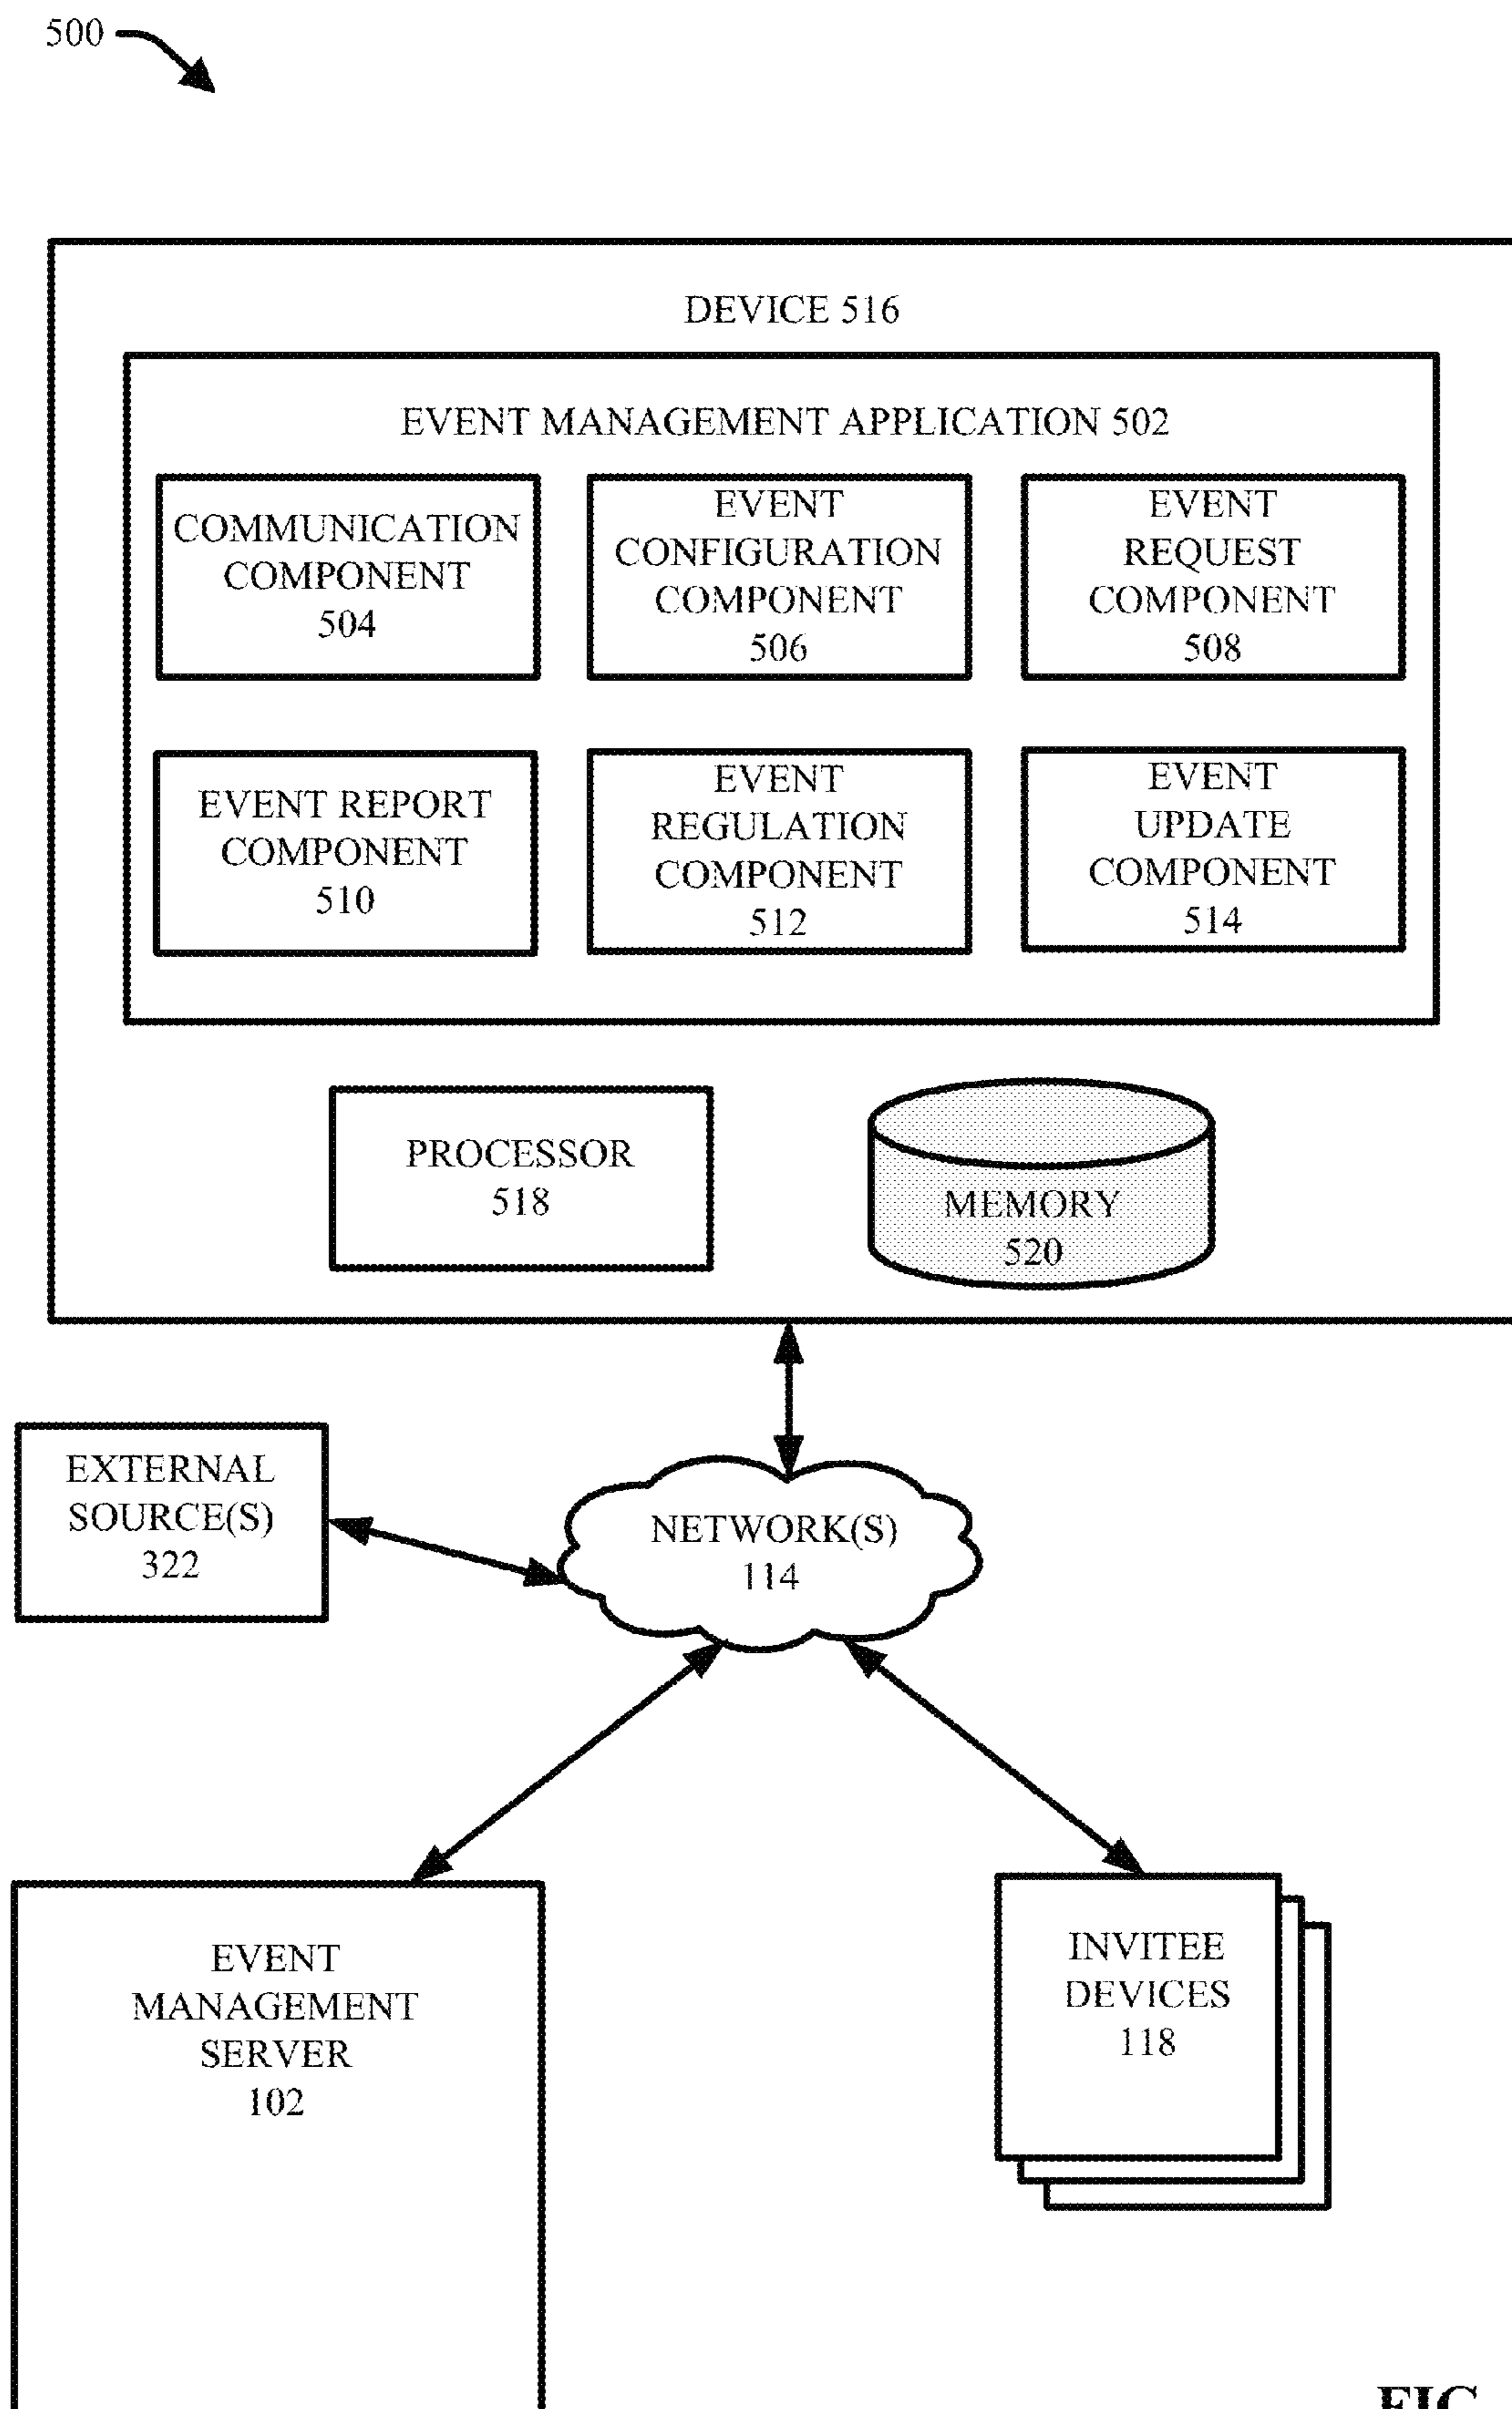 500
DEVICE 516
EVENT MANAGEMENT APPLICATION 502
COMMUNICATION
COMPONENT
504
EVENT
CONFIGURATION
COMPONENT
506
EVENT
REQUEST
COMPONENT
508
EVENT REPORT
COMPONENT
510
EVENT
REGULATION
COMPONENT
512
EVENT
UPDATE
COMPONENT
514
PROCESSOR
518
MEMORY
520
EXTERNAL
SOURCE(S)
322
NETWORK(S)
114
EVENT
MANAGEMENT
SERVER
102
INVITEE
DEVICES
118